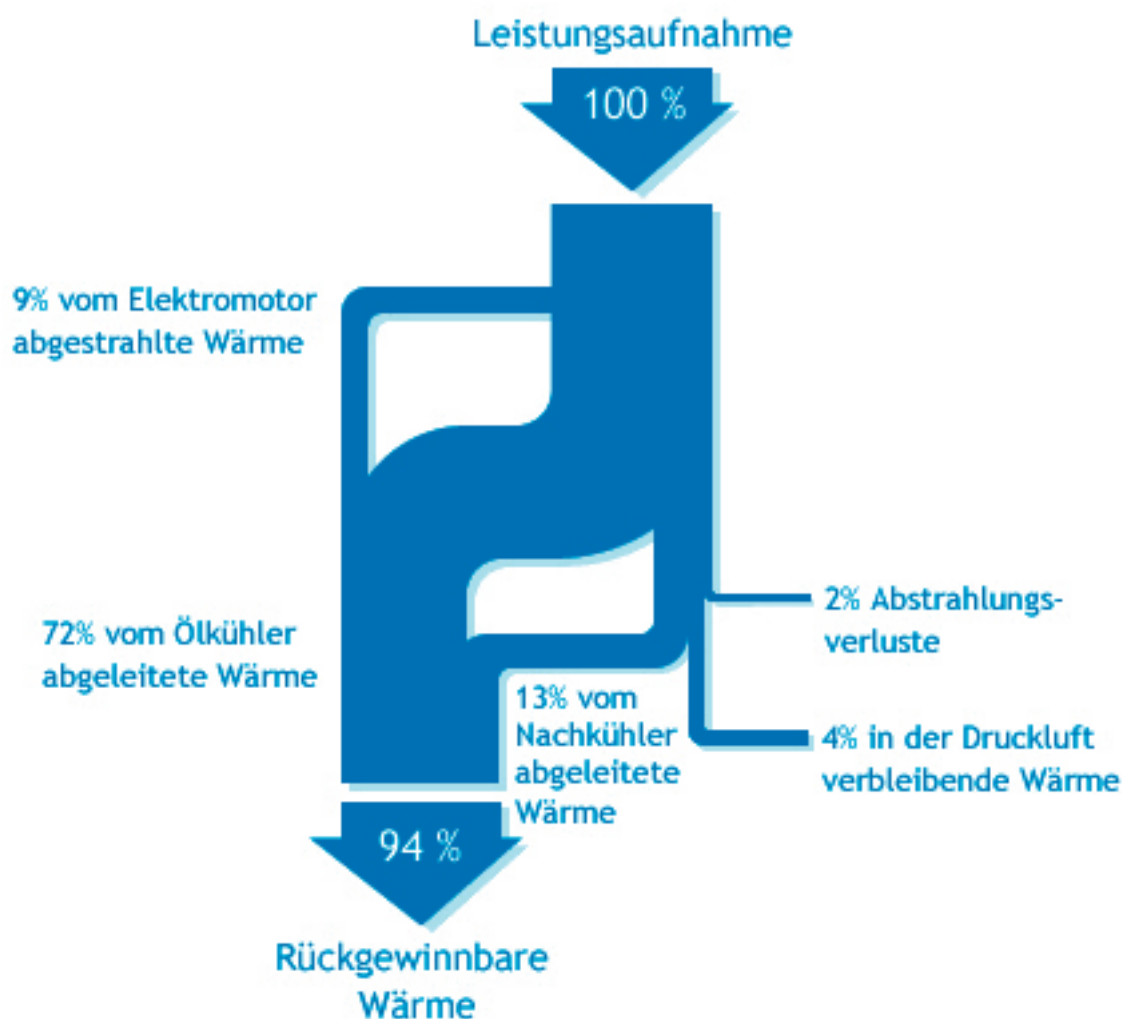 Leistungsaufnahme
100 %
9% vom Elektromotor
abgestrahlte Wärme
72% vom Ölkühler
abgeleitete Wärme
2% Abstrahlungs-
verluste
13% vom
Nachkühler
abgeleitete
Wärme
4% in der Druckluft
verbleibende Wärme
94 %
Rückgewinnbare
Wärme